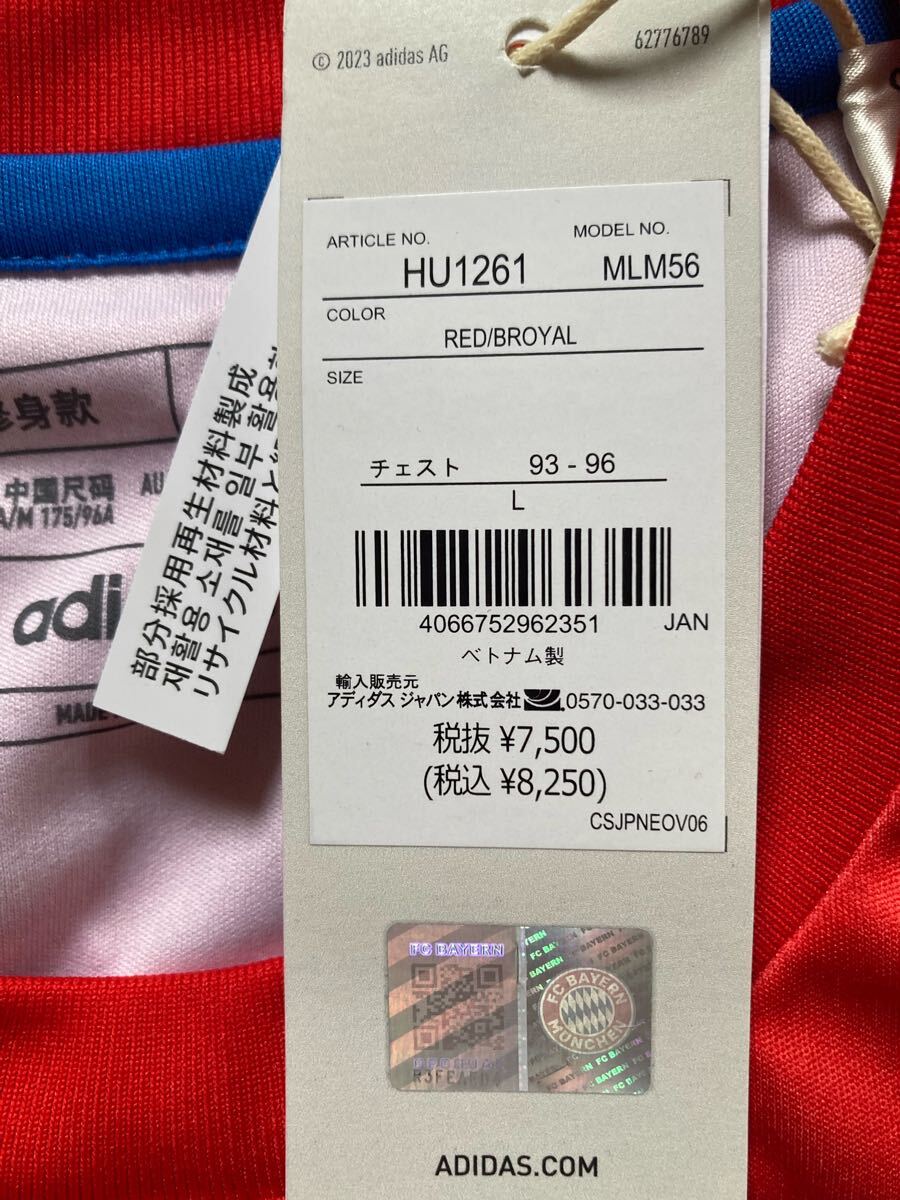 © 2023 adidas AG
62776789
ARTICLE NO.
MODEL NO.
HU1261
MLM56
COLOR
RED/BROYAL
SIZE
チェスト 93 - 96
L
4066752962351
JAN
ベトナム製
輸入販売元
アディダス ジャパン株式会社 0570-033-033
税抜 ¥7,500
(税込 ¥8,250)
CSJPNEOV06
FC BAYERN
FC BAYERN
MÜNCHEN
ADIDAS.COM
部分採用再生材料製成
재활용 소재를 일부 활용
リサイクル材料と
身款
中国尺码 AU
A/M 175/96A
adi
MADE